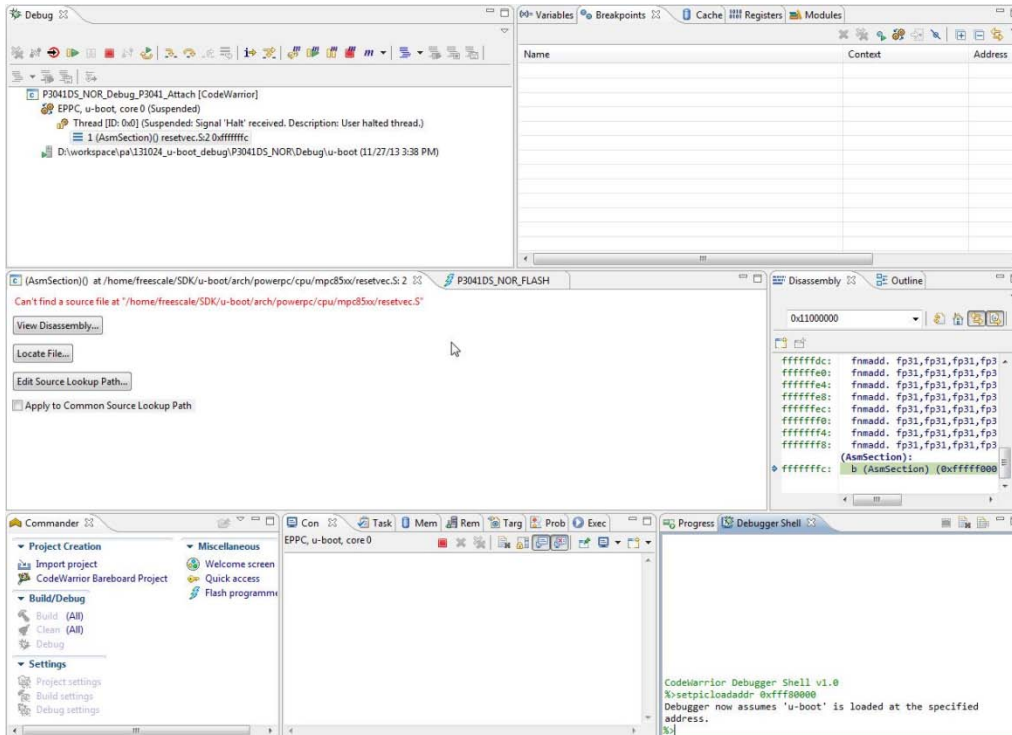 Debug
P3041DS_NOR_Debug_P3041_Attach [CodeWarrior]
EPPC, u-boot, core 0 (Suspended)
Thread [ID: 0x0] (Suspended: Signal 'Halt' received. Description: User halted thread.)
1 (AsmSection)() resetvec.S:2 0xfffffffc
D:\workspace\pa\131024_u-boot_debug\P3041DS_NOR\Debug\u-boot (11/27/13 3:38 PM)
Variables Breakpoints Cache Registers Modules
Name Context Address
(AsmSection)() at /home/freescale/SDK/u-boot/arch/powerpc/cpu/mpc85xx/resetvec.S: 2 P3041DS_NOR_FLASH
Can't find a source file at "/home/freescale/SDK/u-boot/arch/powerpc/cpu/mpc85xx/resetvec.S"
View Disassembly...
Locate File...
Edit Source Lookup Path...
Apply to Common Source Lookup Path
Disassembly Outline
0x11000000
ffffffdc: fnmadd. fp31,fp31,fp31,fp3
ffffffe0: fnmadd. fp31,fp31,fp31,fp3
ffffffe4: fnmadd. fp31,fp31,fp31,fp3
ffffffe8: fnmadd. fp31,fp31,fp31,fp3
ffffffec: fnmadd. fp31,fp31,fp31,fp3
fffffff0: fnmadd. fp31,fp31,fp31,fp3
fffffff4: fnmadd. fp31,fp31,fp31,fp3
fffffff8: fnmadd. fp31,fp31,fp31,fp3
(AsmSection):
fffffffc: b (AsmSection) (0xfffff000
Commander
Project Creation
Import project
CodeWarrior Bareboard Project
Build/Debug
Build (All)
Clean (All)
Debug
Settings
Project settings
Build settings
Debug settings
Miscellaneous
Welcome screen
Quick access
Flash programme
Con Task Mem Rem Targ Prob Exec
EPPC, u-boot, core 0
Progress Debugger Shell
CodeWarrior Debugger Shell v1.0
%>setpicloadaddr 0xfff80000
Debugger now assumes 'u-boot' is loaded at the specified
address.
%>